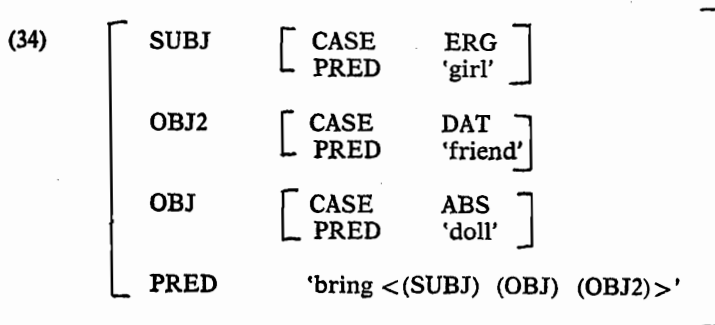 (34) SUBJ CASE ERG
PRED 'girl'
OBJ2 CASE DAT
PRED 'friend'
OBJ CASE ABS
PRED 'doll'
PRED 'bring <(SUBJ) (OBJ) (OBJ2)>'